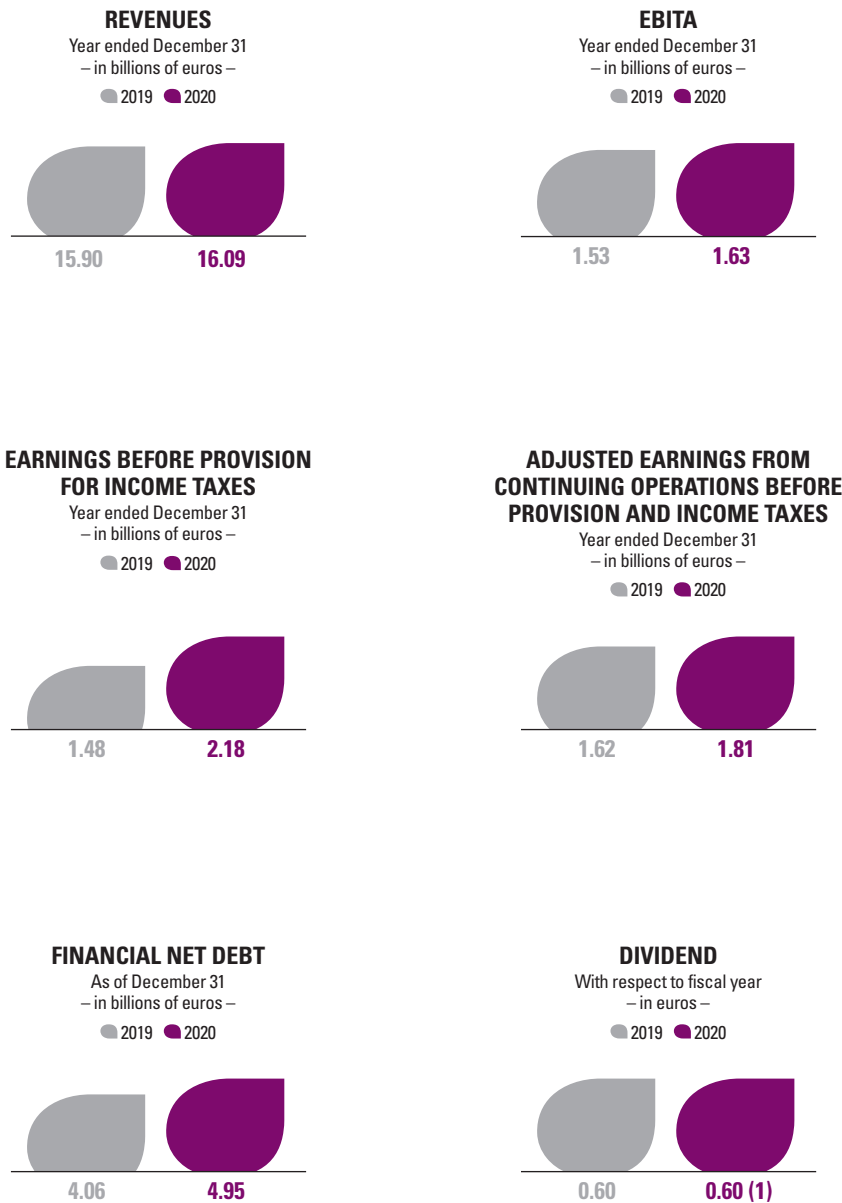 REVENUES
Year ended December 31
– in billions of euros –
2019 2020
15.90 16.09
EBITA
Year ended December 31
– in billions of euros –
2019 2020
1.53 1.63
EARNINGS BEFORE PROVISION
FOR INCOME TAXES
Year ended December 31
– in billions of euros –
2019 2020
1.48 2.18
ADJUSTED EARNINGS FROM
CONTINUING OPERATIONS BEFORE
PROVISION AND INCOME TAXES
Year ended December 31
– in billions of euros –
2019 2020
1.62 1.81
FINANCIAL NET DEBT
As of December 31
– in billions of euros –
2019 2020
4.06 4.95
DIVIDEND
With respect to fiscal year
– in euros –
2019 2020
0.60 0.60 (1)